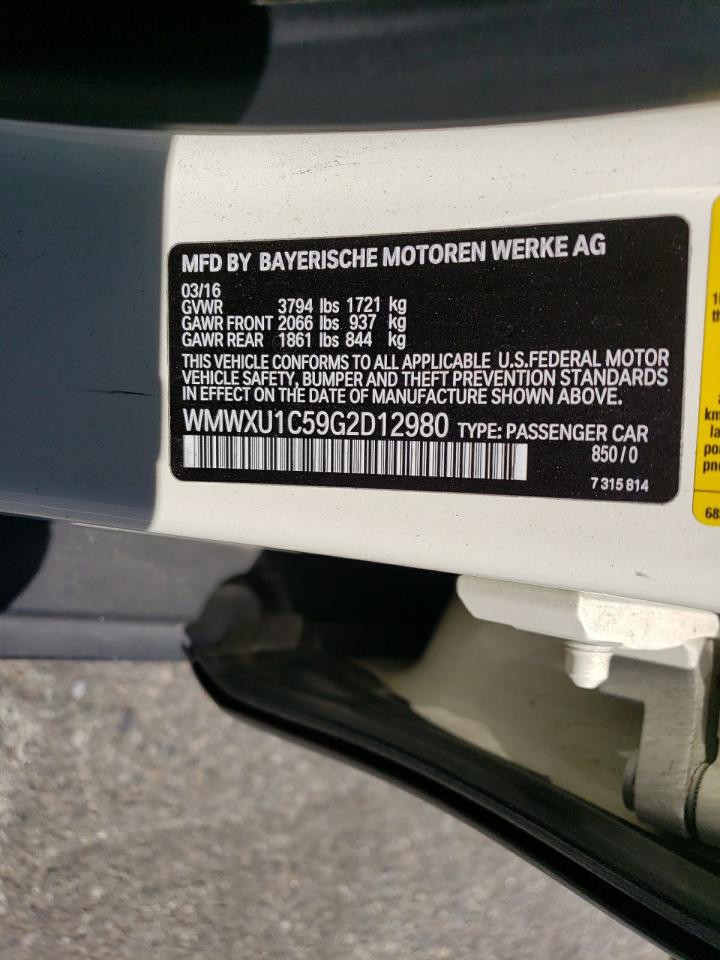 MFD BY BAYERISCHE MOTOREN WERKE AG
03/16
GVWR 3794 lbs 1721 kg
GAWR FRONT 2066 lbs 937 kg
GAWR REAR 1861 lbs 844 kg
THIS VEHICLE CONFORMS TO ALL APPLICABLE U.S.FEDERAL MOTOR
VEHICLE SAFETY, BUMPER AND THEFT PREVENTION STANDARDS
IN EFFECT ON THE DATE OF MANUFACTURE SHOWN ABOVE.
WMWXU1C59G2D12980 TYPE: PASSENGER CAR
850/0
7 315 814